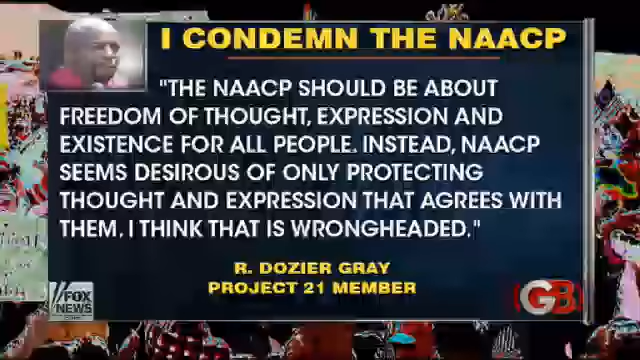 I CONDEMN THE NAACP
"THE NAACP SHOULD BE ABOUT
FREEDOM OF THOUGHT, EXPRESSION AND
EXISTENCE FOR ALL PEOPLE. INSTEAD, NAACP
SEEMS DESIROUS OF ONLY PROTECTING
THOUGHT AND EXPRESSION THAT AGREES WITH
THEM. I THINK THAT IS WRONGHEADED."
R. DOZIER GRAY
PROJECT 21 MEMBER
FOX
NEWS
GB